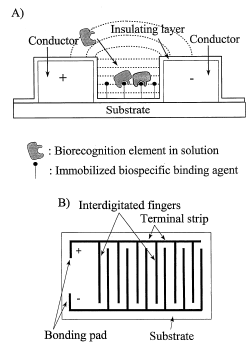 A)
Conductor
Insulating layer
Conductor
+
-
Substrate
: Biorecognition element in solution
: Immobilized biospecific binding agent
B)
Interdigitated fingers
Terminal strip
+
-
Bonding pad
Substrate